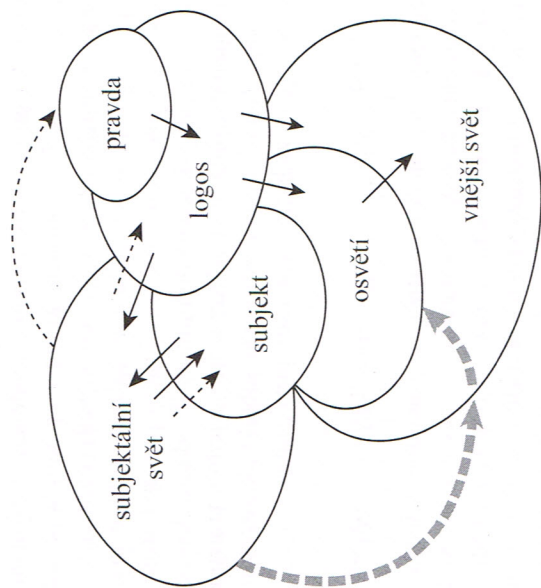 pravda
logos
subjektální
svět
subjekt
osvětí
vnější svět